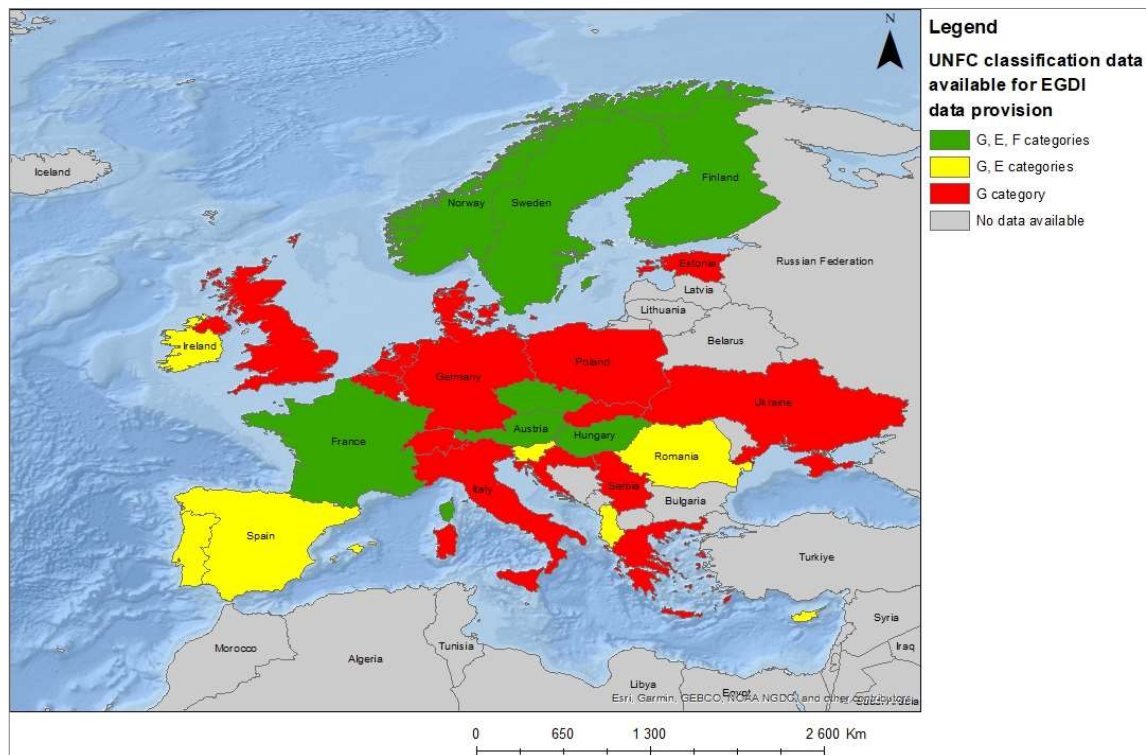 N
Iceland
Norway
Sweden
Finland
Russian Federation
Estonia
Latvia
Lithuania
Belarus
Ireland
Germany
Poland
Ukraine
France
Austria
Hungary
Romania
Italy
Serbia
Bulgaria
Spain
Turkiye
Syria
Iraq
Morocco
Algeria
Tunisia
Libya
Egypt
Esri, Garmin, GEBCO, NOAA NGDC, and other contributors
0 650 1 300 2 600 Km
Legend
UNFC classification data
available for EGDI
data provision
G, E, F categories
G, E categories
G category
No data available